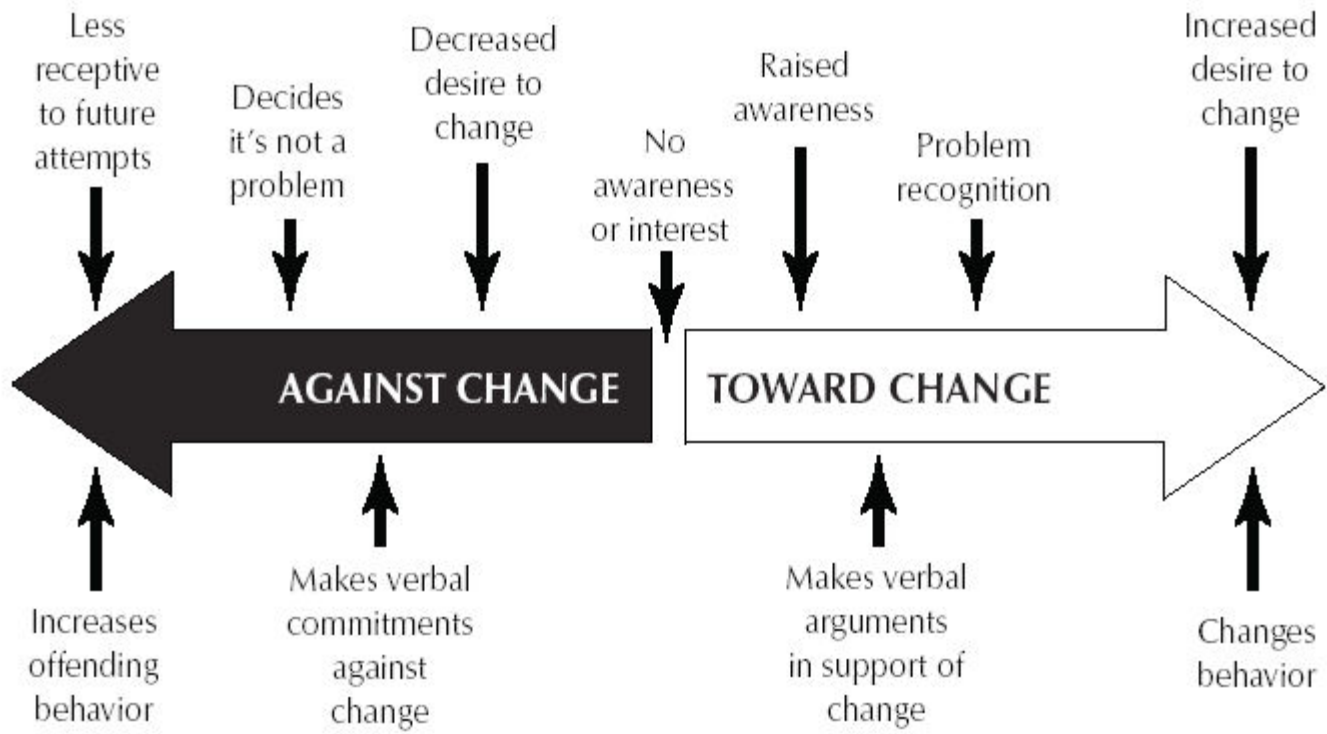 Less
receptive
to future
attempts
Decides
it's not a
problem
Decreased
desire to
change
No
awareness
or interest
Raised
awareness
Problem
recognition
Increased
desire to
change
AGAINST CHANGE
TOWARD CHANGE
Increases
offending
behavior
Makes verbal
commitments
against
change
Makes verbal
arguments
in support of
change
Changes
behavior